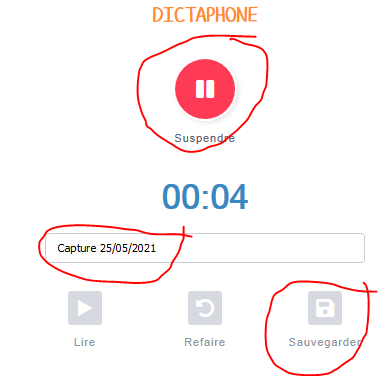 DICTAPHONE
Suspendre
00:04
Capture 25/05/2021
Lire Refaire Sauvegarder